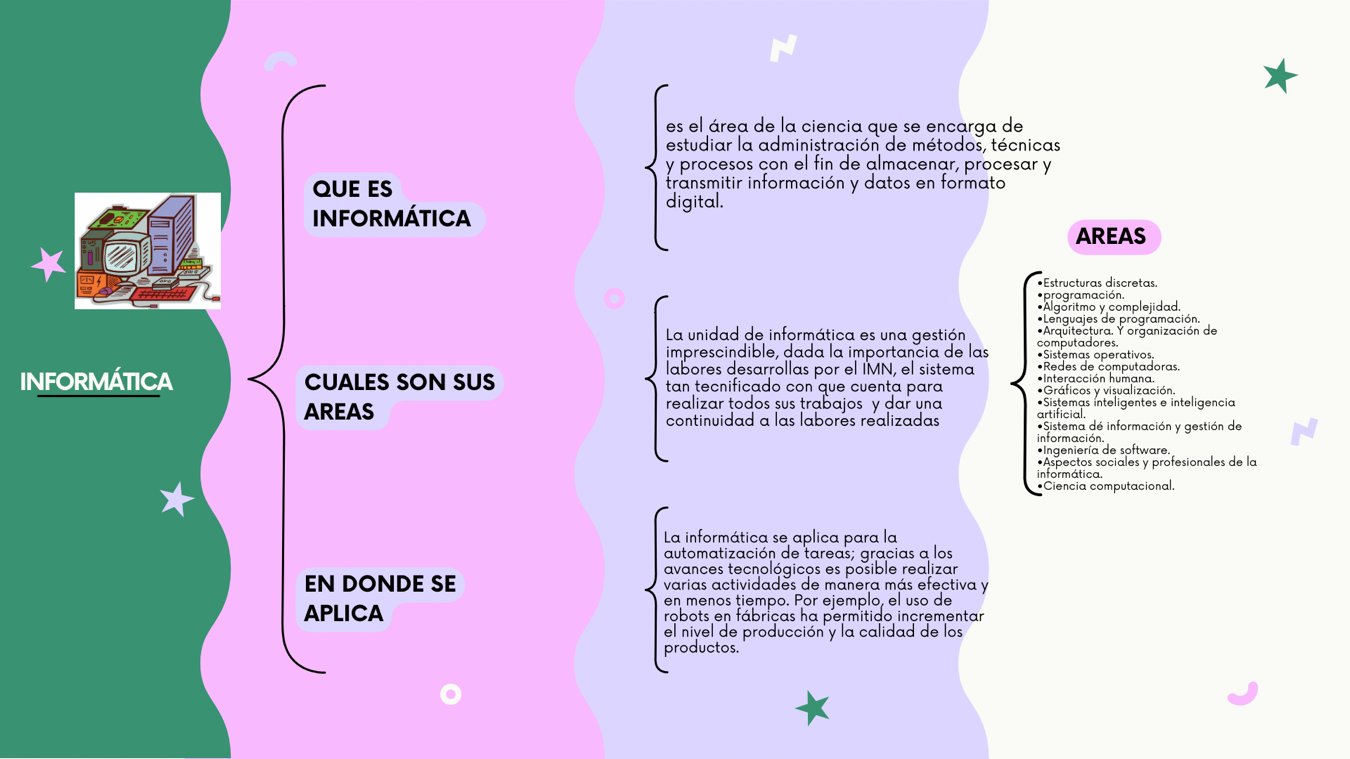 INFORMÁTICA
QUE ES
INFORMÁTICA
es el área de la ciencia que se encarga de
estudiar la administración de métodos, técnicas
y procesos con el fin de almacenar, procesar y
transmitir información y datos en formato
digital.
CUALES SON SUS
AREAS
La unidad de informática es una gestión
imprescindible, dada la importancia de las
labores desarrollas por el IMN, el sistema
tan tecnificado con que cuenta para
realizar todos sus trabajos y dar una
continuidad a las labores realizadas
AREAS
•Estructuras discretas.
•programación.
•Algoritmo y complejidad.
•Lenguajes de programación.
•Arquitectura. Y organización de
computadores.
•Sistemas operativos.
•Redes de computadoras.
•Interacción humana.
•Gráficos y visualización.
•Sistemas inteligentes e inteligencia
artificial.
•Sistema dé información y gestión de
información.
•Ingeniería de software.
•Aspectos sociales y profesionales de la
informática.
•Ciencia computacional.
EN DONDE SE
APLICA
La informática se aplica para la
automatización de tareas; gracias a los
avances tecnológicos es posible realizar
varias actividades de manera más efectiva y
en menos tiempo. Por ejemplo, el uso de
robots en fábricas ha permitido incrementar
el nivel de producción y la calidad de los
productos.